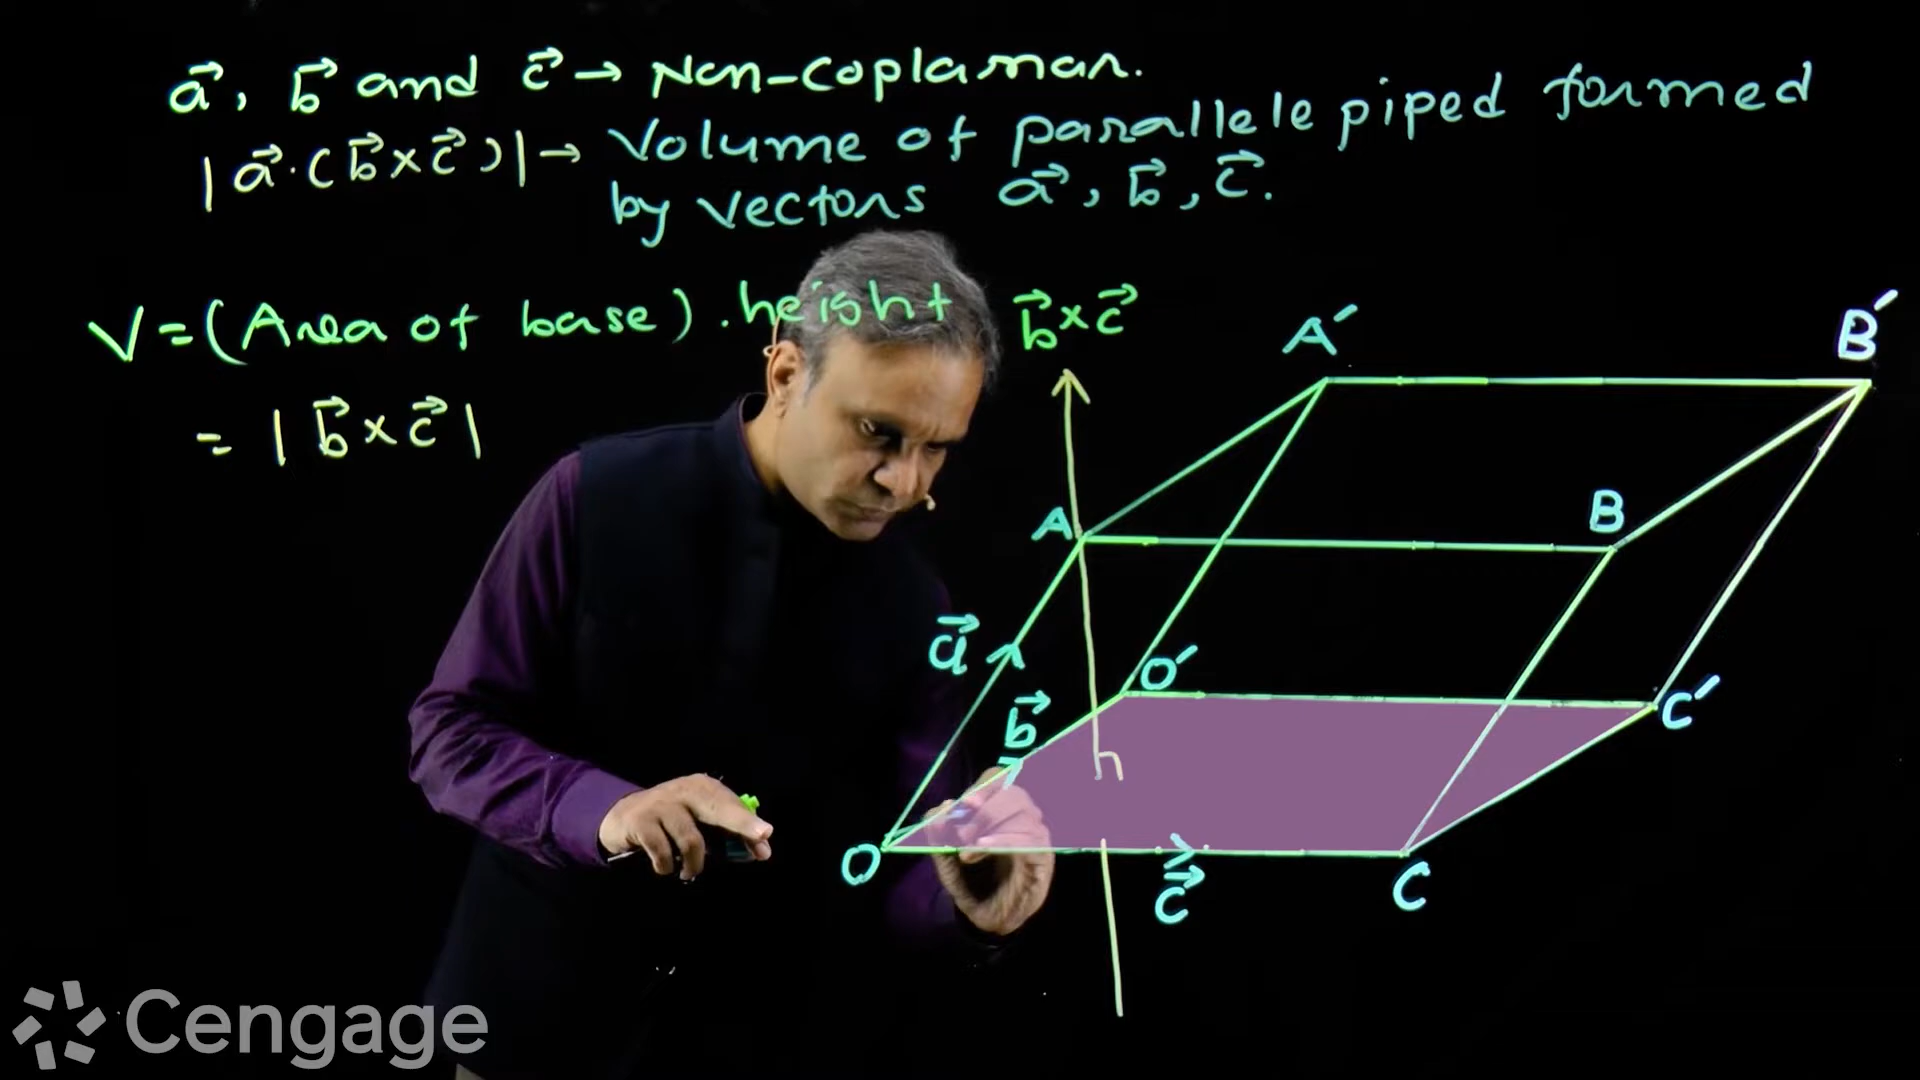 a⃗, b⃗ and c⃗ → Non-coplanar.
|a⃗·(b⃗×c⃗)| → Volume of parallelepiped formed
by vectors a⃗, b⃗, c⃗.
V = (Area of base).height
= |b⃗×c⃗|
b⃗×c⃗
A′
B′
A
B
a⃗
b⃗
O′
C′
O
c⃗
C
Cengage